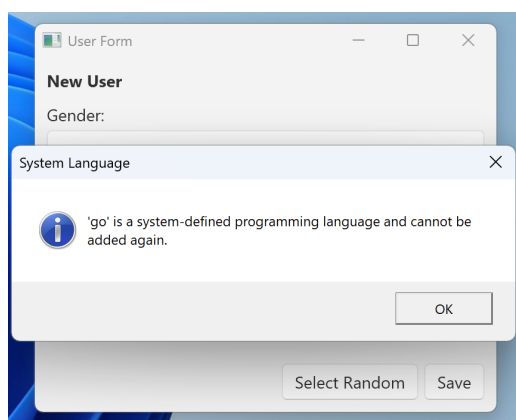 User Form
New User
Gender:
System Language
'go' is a system-defined programming language and cannot be
added again.
OK
Select Random
Save